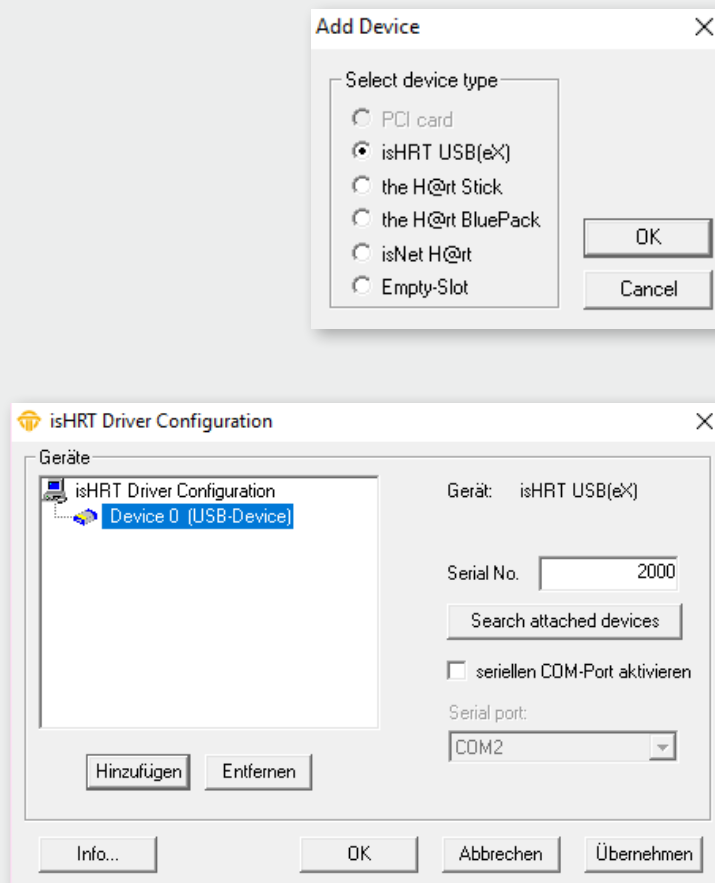 Add Device
Select device type
PCI card
isHRT USB(eX)
the H@rt Stick
the H@rt BluePack
isNet H@rt
Empty-Slot
OK
Cancel
isHRT Driver Configuration
Geräte
isHRT Driver Configuration
Device 0 (USB-Device)
Gerät: isHRT USB(eX)
Serial No. 2000
Search attached devices
seriellen COM-Port aktivieren
Serial port:
COM2
Hinzufügen Entfernen
Info... OK Abbrechen Übernehmen